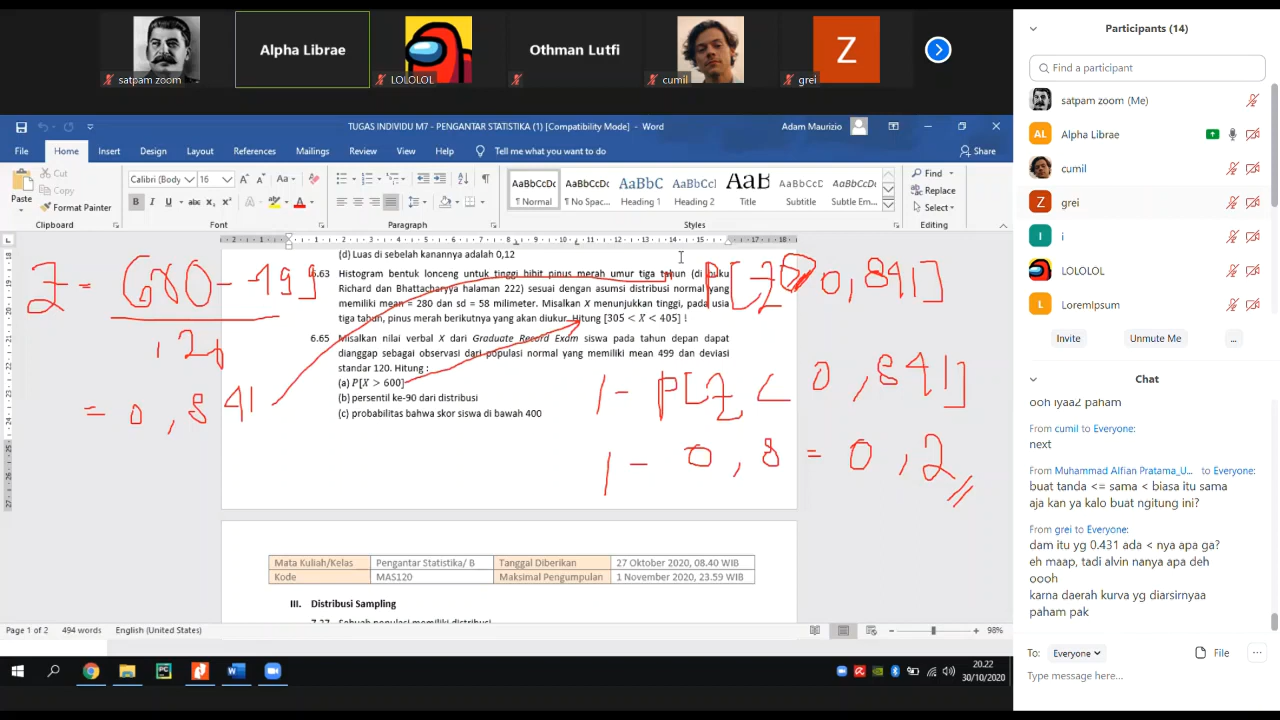 Alpha Librae
Othman Lutfi
Z
satpam zoom
LOLOLOL
cumil
grei
TUGAS INDIVIDU M7 - PENGANTAR STATISTIKA (1) [Compatibility Mode] - Word
Adam Maurizio
File Home Insert Design Layout References Mailings Review View Help Tell me what you want to do Share
Paste
Cut
Copy
Format Painter
Clipboard
Calibri (Body) 16
Font
Paragraph
AaBbCcDc AaBbCcDc AaBbC AaBbCcI AaB AaBbCcD AaBbCcDc
¶ Normal ¶ No Spac... Heading 1 Heading 2 Title Subtitle Subtle Em...
Styles
Find
Replace
Select
Editing
(d) Luas di sebelah kanannya adalah 0,12
6.63 Histogram bentuk lonceng untuk tinggi bibit pinus merah umur tiga tahun (di buku
Richard dan Bhattacharyya halaman 222) sesuai dengan asumsi distribusi normal yang
memiliki mean = 280 dan sd = 58 milimeter. Misalkan X menunjukkan tinggi, pada usia
tiga tahun, pinus merah berikutnya yang akan diukur. Hitung [305 < X < 405] !
6.65 Misalkan nilai verbal X dari Graduate Record Exam siswa pada tahun depan dapat
dianggap sebagai observasi dari populasi normal yang memiliki mean 499 dan deviasi
standar 120. Hitung :
(a) P[X > 600]
(b) persentil ke-90 dari distribusi
(c) probabilitas bahwa skor siswa di bawah 400
Z = 600 - 499
120
= 0,841
P[Z > 0,841]
1 - P[Z < 0,841]
1 - 0,8 = 0,2
Mata Kuliah/Kelas Pengantar Statistika/ B Tanggal Diberikan 27 Oktober 2020, 08.40 WIB
Kode MAS120 Maksimal Pengumpulan 1 November 2020, 23.59 WIB
III. Distribusi Sampling
7.27 Sebuah populasi memiliki distribusi
Page 1 of 2 494 words English (United States) 98%
20.22
30/10/2020
Participants (14)
Find a participant
satpam zoom (Me)
AL Alpha Librae
cumil
Z grei
I i
LOLOLOL
L LoremIpsum
Invite Unmute Me ...
Chat
ooh iyaa2 paham
From cumil to Everyone:
next
From Muhammad Alfian Pratama_U... to Everyone:
buat tanda <= sama < biasa itu sama
aja kan ya kalo buat ngitung ini?
From grei to Everyone:
dam itu yg 0.431 ada < nya apa ga?
eh maap, tadi alvin nanya apa deh
oooh
karna daerah kurva yg diarsirnyaa
paham pak
To: Everyone File ...
Type message here...